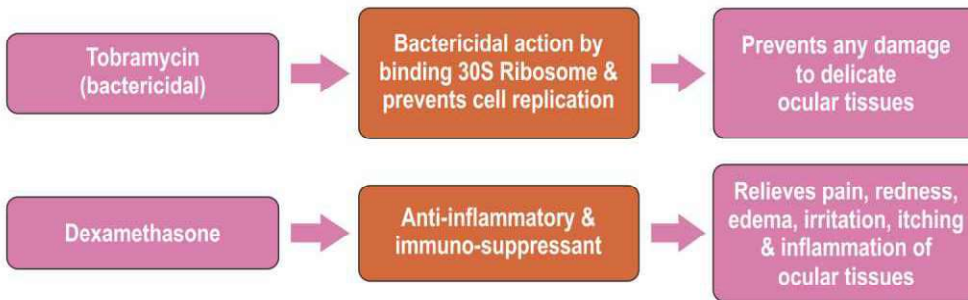 Tobramycin
(bactericidal)
Bactericidal action by
binding 30S Ribosome &
prevents cell replication
Prevents any damage
to delicate
ocular tissues
Dexamethasone
Anti-inflammatory &
immuno-suppressant
Relieves pain, redness,
edema, irritation, itching
& inflammation of
ocular tissues